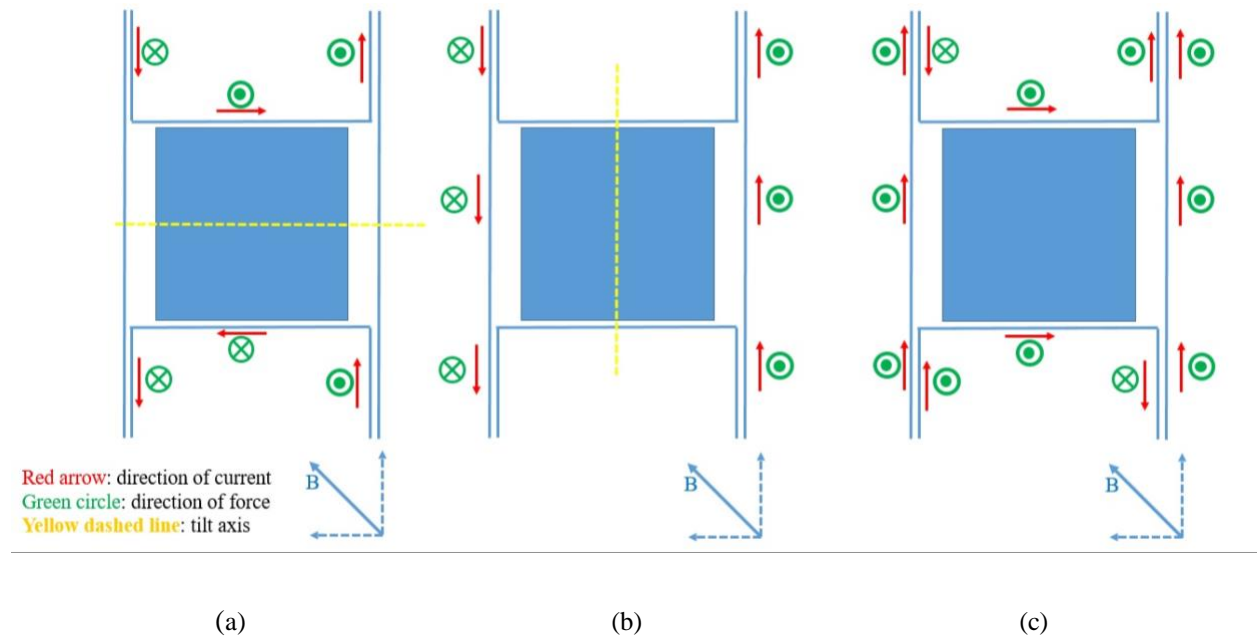 Red arrow: direction of current
Green circle: direction of force
Yellow dashed line: tilt axis
B
B
B
(a)
(b)
(c)